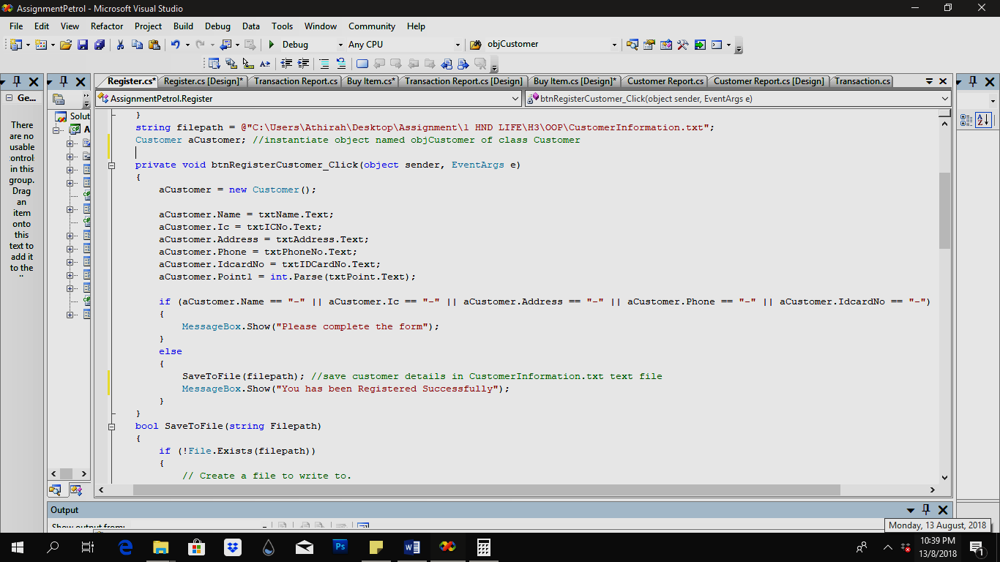 AssignmentPetrol - Microsoft Visual Studio
File Edit View Refactor Project Build Debug Data Tools Window Community Help
Debug Any CPU objCustomer
Register.cs* Register.cs [Design]* Transaction Report.cs Buy Item.cs* Transaction Report.cs [Design] Buy Item.cs [Design]* Customer Report.cs Customer Report.cs [Design] Transaction.cs
Ge...
AssignmentPetrol.Register btnRegisterCustomer_Click(object sender, EventArgs e)
There
are no
usable
controls
in this
group.
Drag
an
item
onto
this
text to
add it
to the
Solut
A
}
string filepath = @"C:\Users\Athirah\Desktop\Assignment\1 HND LIFE\H3\OOP\CustomerInformation.txt";
Customer aCustomer; //instantiate object named objCustomer of class Customer
private void btnRegisterCustomer_Click(object sender, EventArgs e)
{
aCustomer = new Customer();
aCustomer.Name = txtName.Text;
aCustomer.Ic = txtICNo.Text;
aCustomer.Address = txtAddress.Text;
aCustomer.Phone = txtPhoneNo.Text;
aCustomer.IdcardNo = txtIDCardNo.Text;
aCustomer.Point1 = int.Parse(txtPoint.Text);
if (aCustomer.Name == "-" || aCustomer.Ic == "-" || aCustomer.Address == "-" || aCustomer.Phone == "-" || aCustomer.IdcardNo == "-")
{
MessageBox.Show("Please complete the form");
}
else
{
SaveToFile(filepath); //save customer details in CustomerInformation.txt text file
MessageBox.Show("You has been Registered Successfully");
}
}
bool SaveToFile(string Filepath)
{
if (!File.Exists(filepath))
{
// Create a file to write to.
Output
Show output from:
Monday, 13 August, 2018
10:39 PM
13/8/2018
1